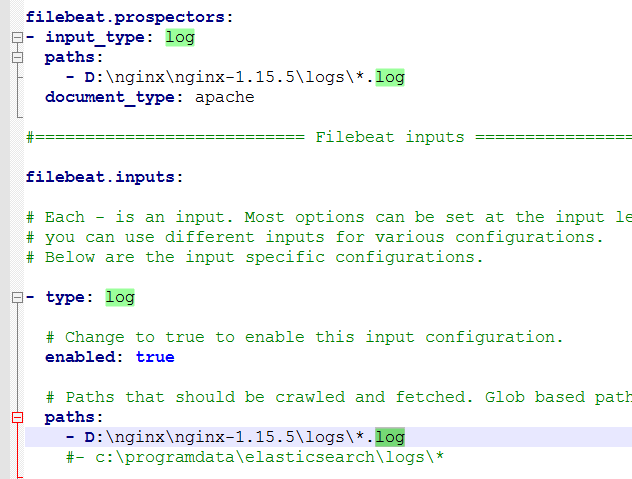 filebeat.prospectors:
- input_type: log
paths:
- D:\nginx\nginx-1.15.5\logs\*.log
document_type: apache
#=========================== Filebeat inputs ================
filebeat.inputs:
# Each - is an input. Most options can be set at the input le
# you can use different inputs for various configurations.
# Below are the input specific configurations.
- type: log
# Change to true to enable this input configuration.
enabled: true
# Paths that should be crawled and fetched. Glob based path
paths:
- D:\nginx\nginx-1.15.5\logs\*.log
#- c:\programdata\elasticsearch\logs\*